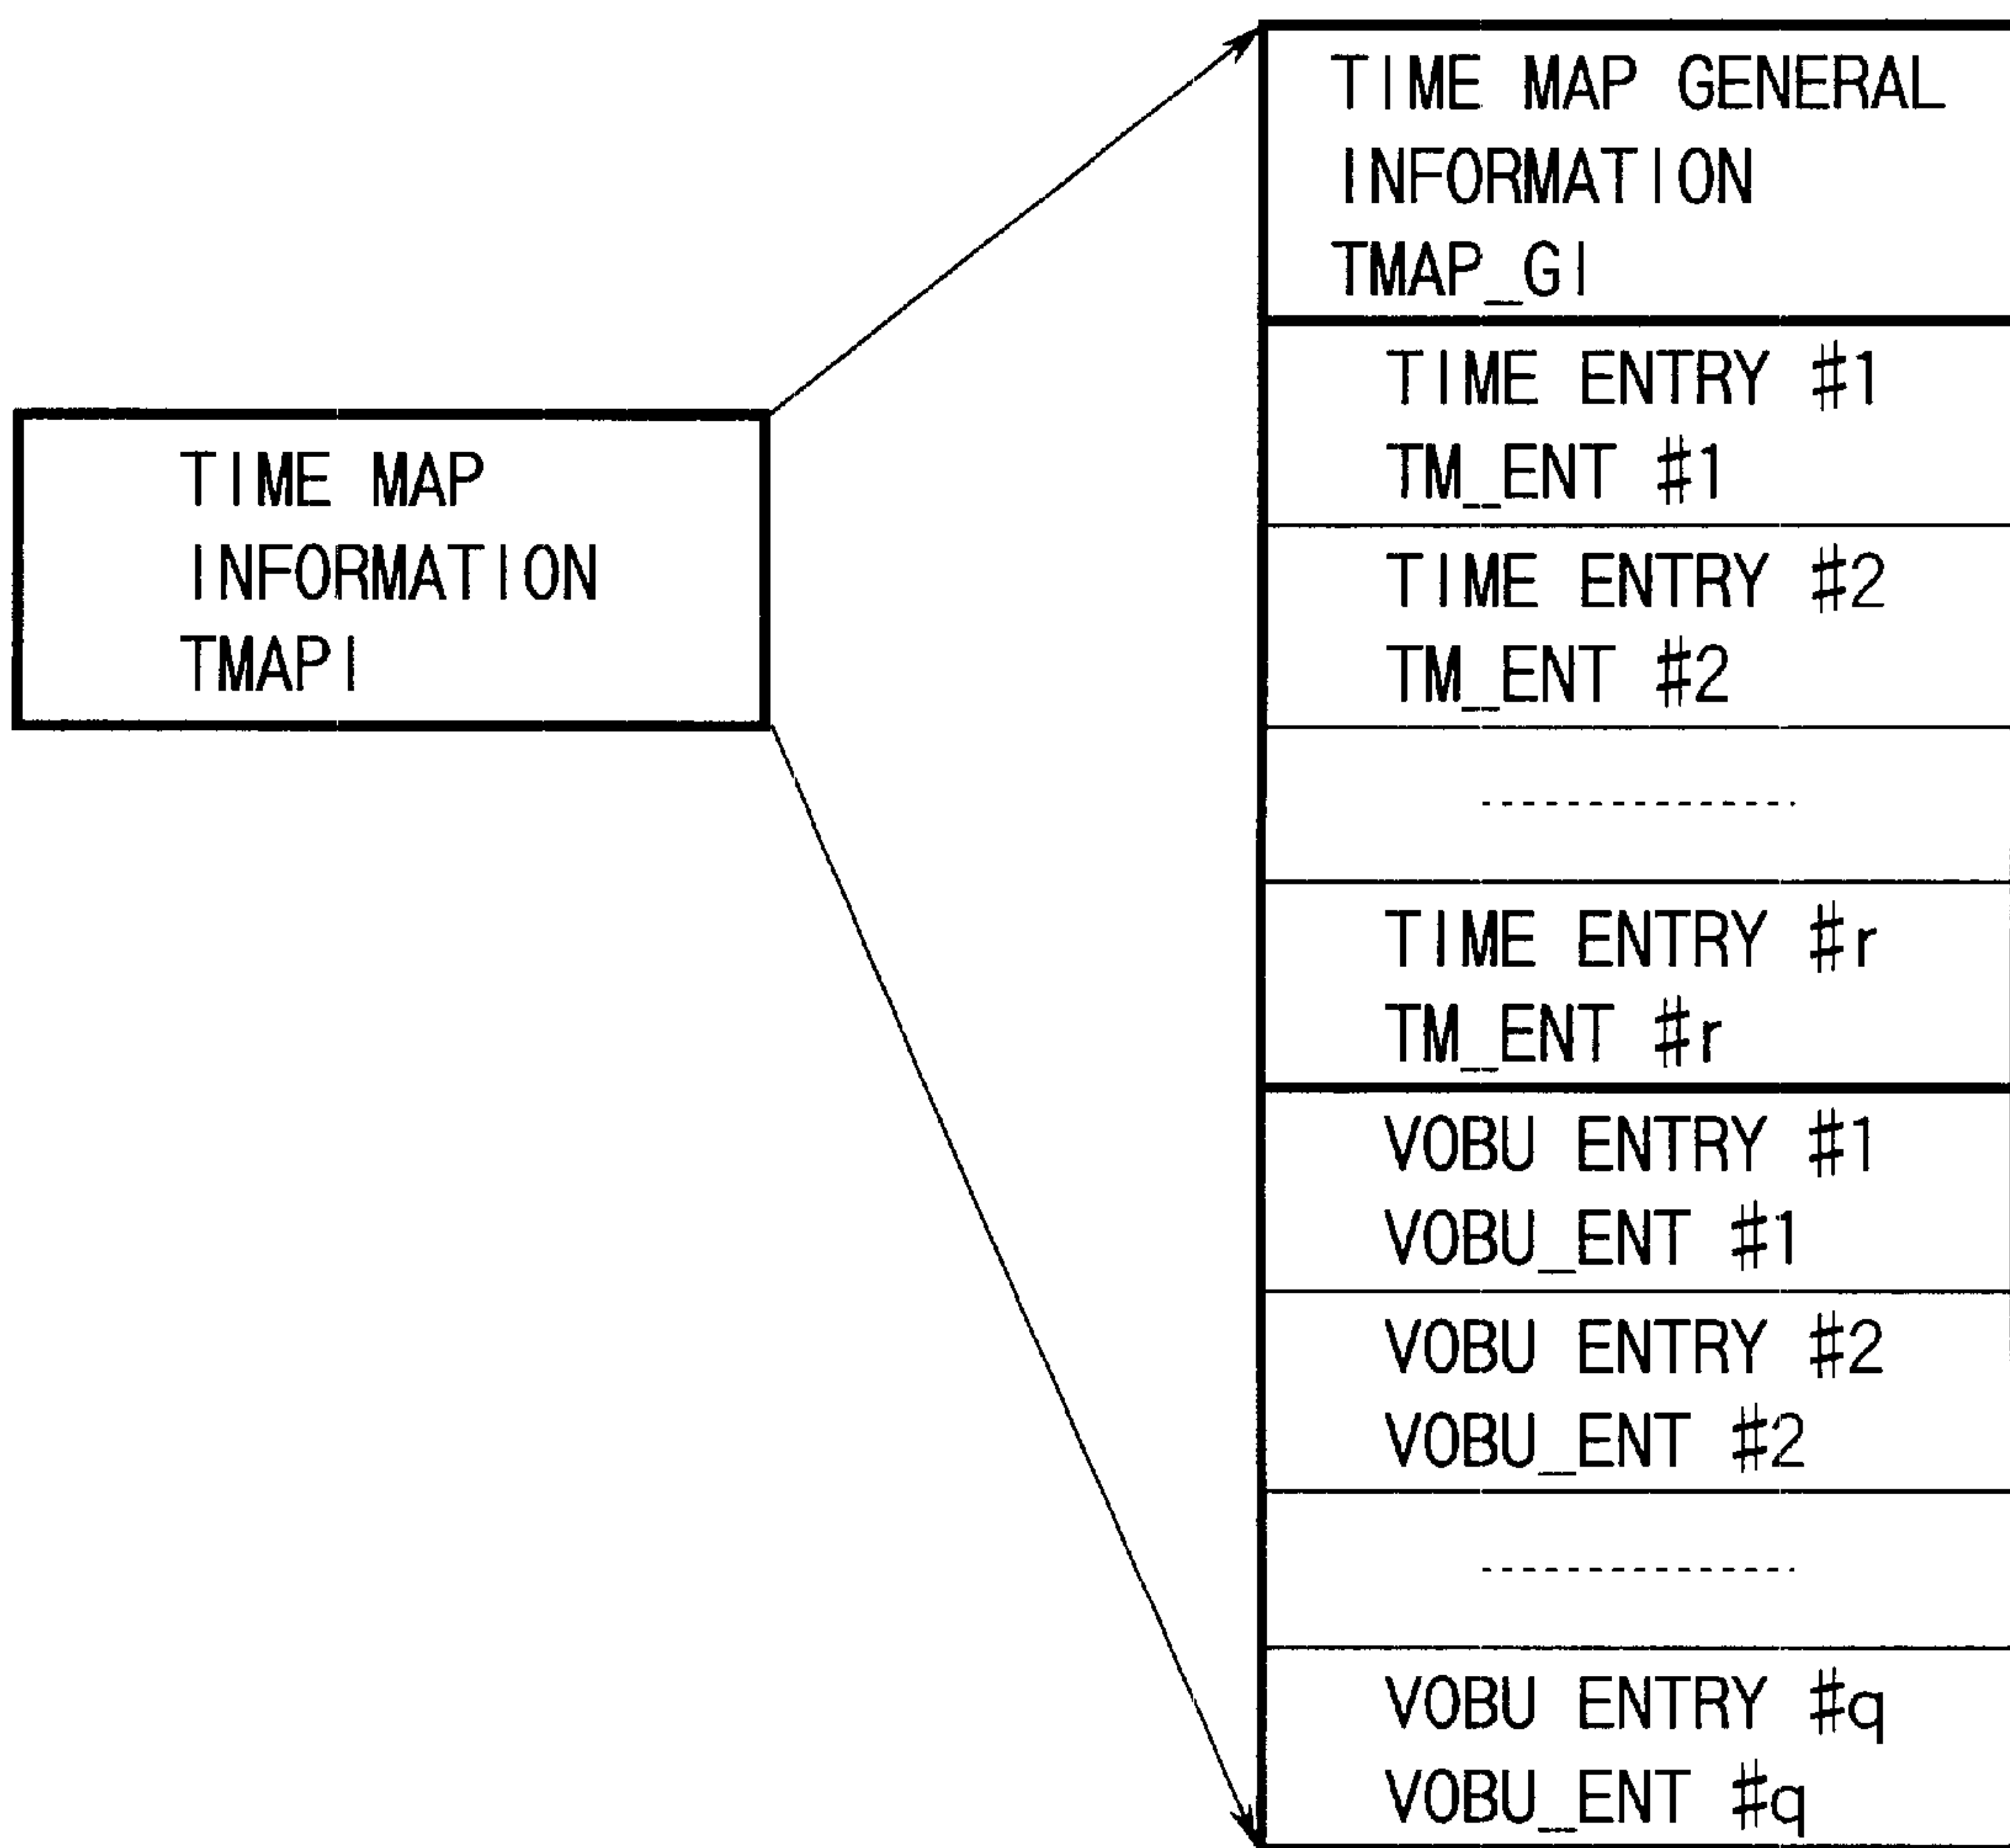 TIME MAP
INFORMATION
TMAPI
TIME MAP GENERAL
INFORMATION
TMAP_GI
TIME ENTRY #1
TM_ENT #1
TIME ENTRY #2
TM_ENT #2
TIME ENTRY #r
TM_ENT #r
VOBU ENTRY #1
VOBU_ENT #1
VOBU ENTRY #2
VOBU_ENT #2
VOBU ENTRY #q
VOBU_ENT #q